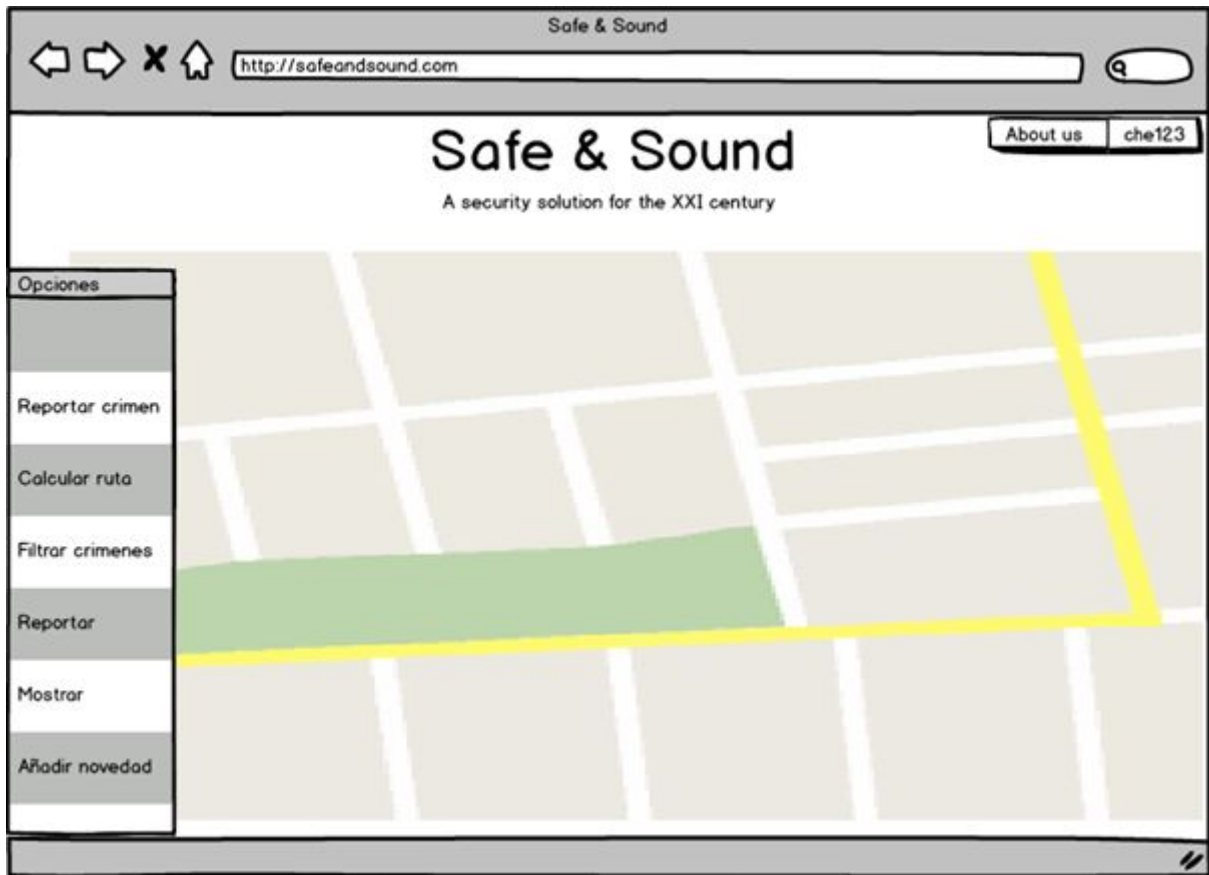 Safe & Sound
http://safeandsound.com
About us
che123
Safe & Sound
A security solution for the XXI century
Opciones
Reportar crimen
Calcular ruta
Filtrar crimenes
Reportar
Mostrar
Añadir novedad